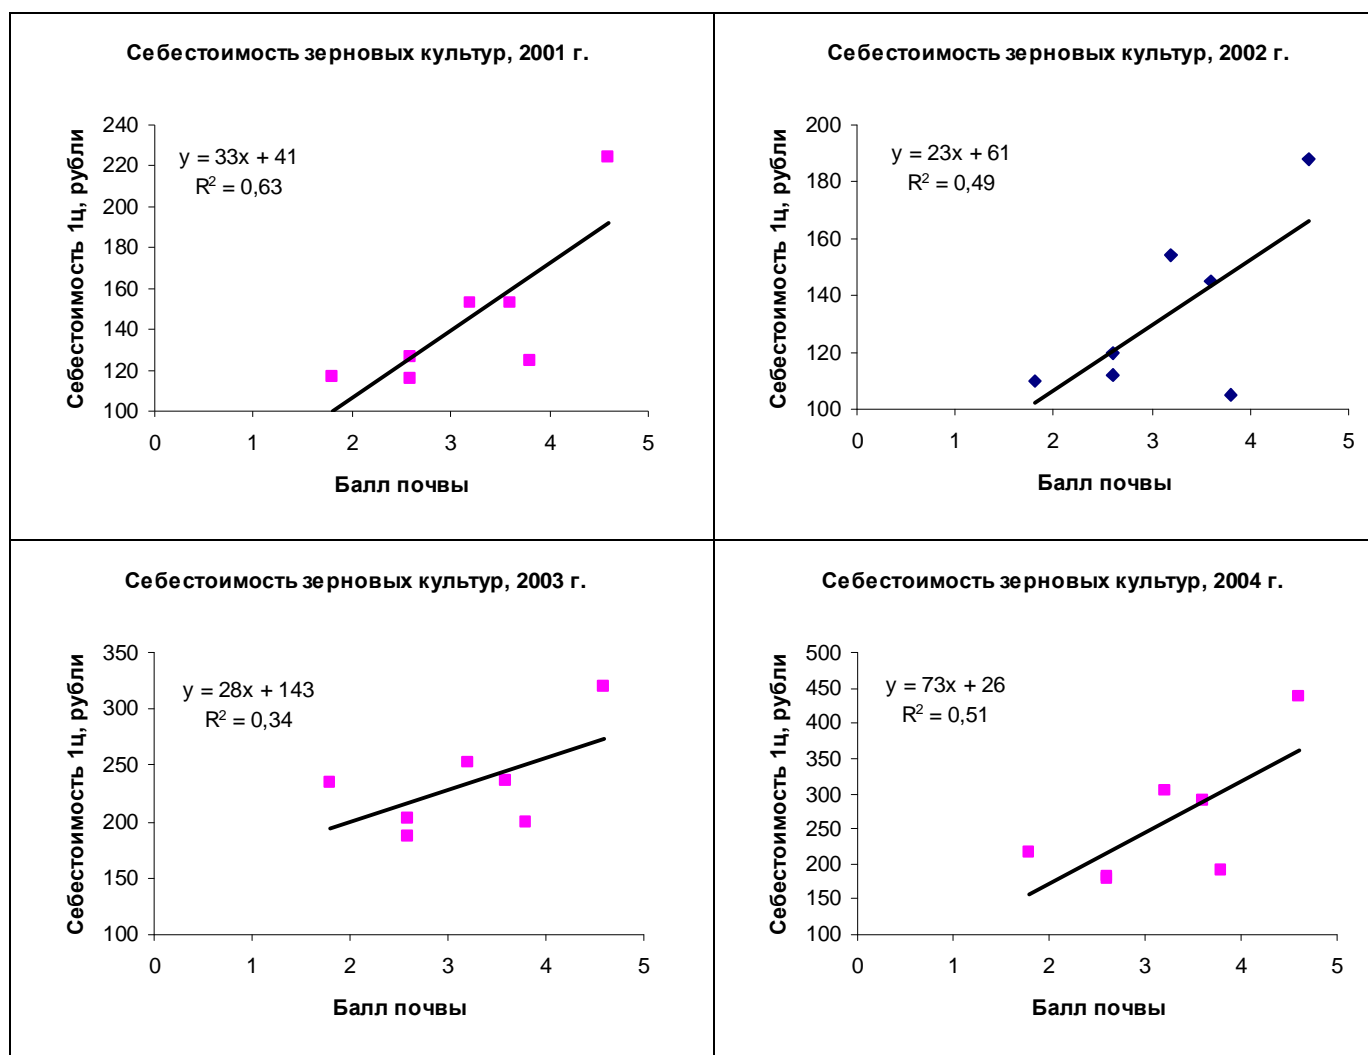 Себестоимость зерновых культур, 2001 г.
Себестоимость 1ц, рубли
240
220
200
180
160
140
120
100
y = 33x + 41
R² = 0,63
0 1 2 3 4 5
Балл почвы
Себестоимость зерновых культур, 2002 г.
Себестоимость 1ц, рубли
200
180
160
140
120
100
y = 23x + 61
R² = 0,49
0 1 2 3 4 5
Балл почвы
Себестоимость зерновых культур, 2003 г.
Себестоимость 1ц, рубли
350
300
250
200
150
100
y = 28x + 143
R² = 0,34
0 1 2 3 4 5
Балл почвы
Себестоимость зерновых культур, 2004 г.
Себестоимость 1ц, рубли
500
450
400
350
300
250
200
150
100
y = 73x + 26
R² = 0,51
0 1 2 3 4 5
Балл почвы